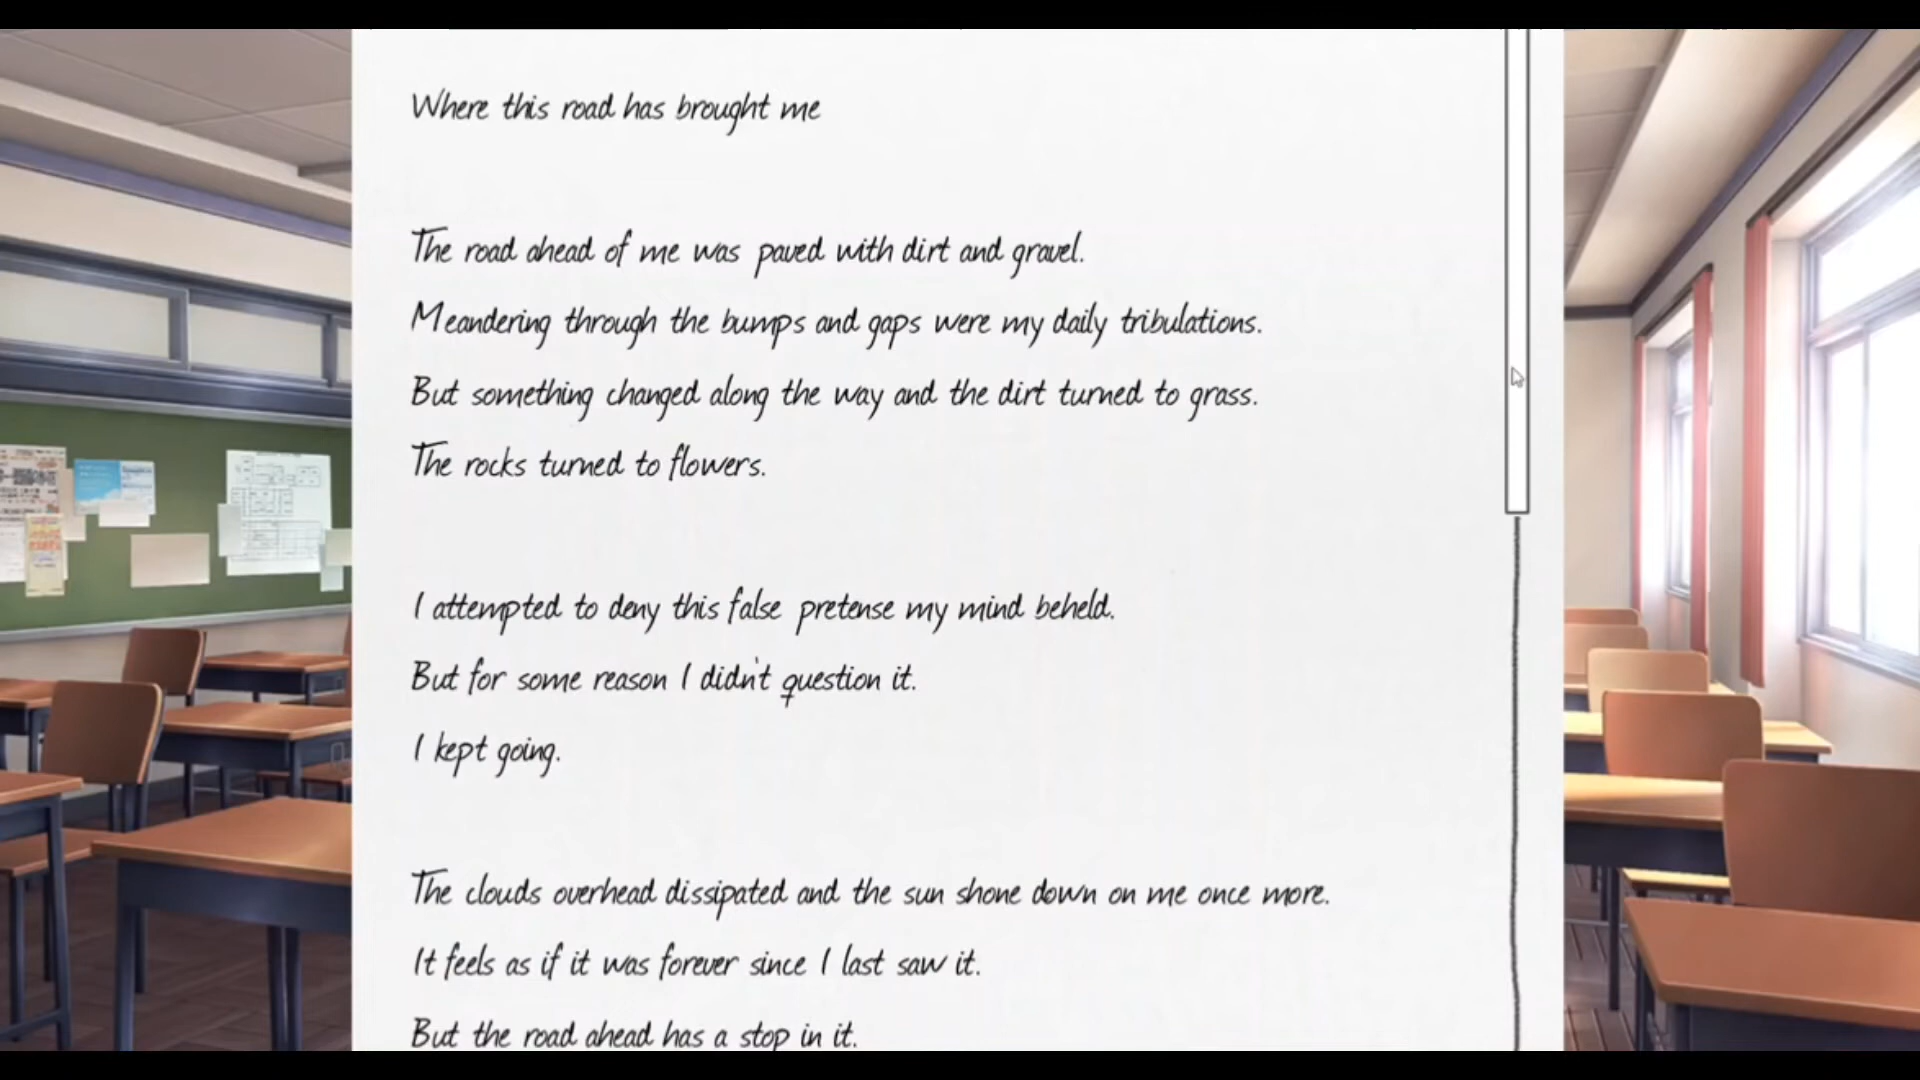 Where this road has brought me
The road ahead of me was paved with dirt and gravel.
Meandering through the bumps and gaps were my daily tribulations.
But something changed along the way and the dirt turned to grass.
The rocks turned to flowers.
I attempted to deny this false pretense my mind beheld.
But for some reason I didn't question it.
I kept going.
The clouds overhead dissipated and the sun shone down on me once more.
It feels as if it was forever since I last saw it.
But the road ahead has a stop in it.